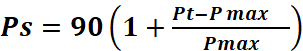 Ps = 90 (1 + (Pt−P max)/(Pmax))